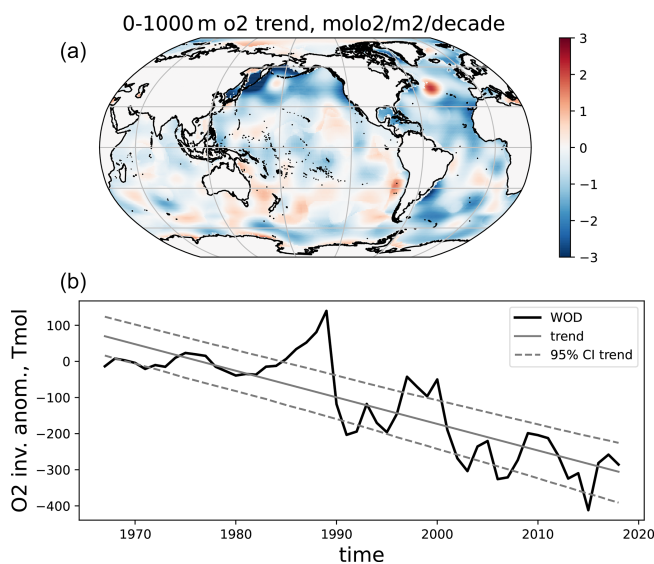 0-1000 m o2 trend, molo2/m2/decade
(a)
3
2
1
0
−1
−2
−3
(b)
O2 inv. anom., Tmol
100
0
−100
−200
−300
−400
WOD
trend
95% CI trend
1970 1980 1990 2000 2010 2020
time